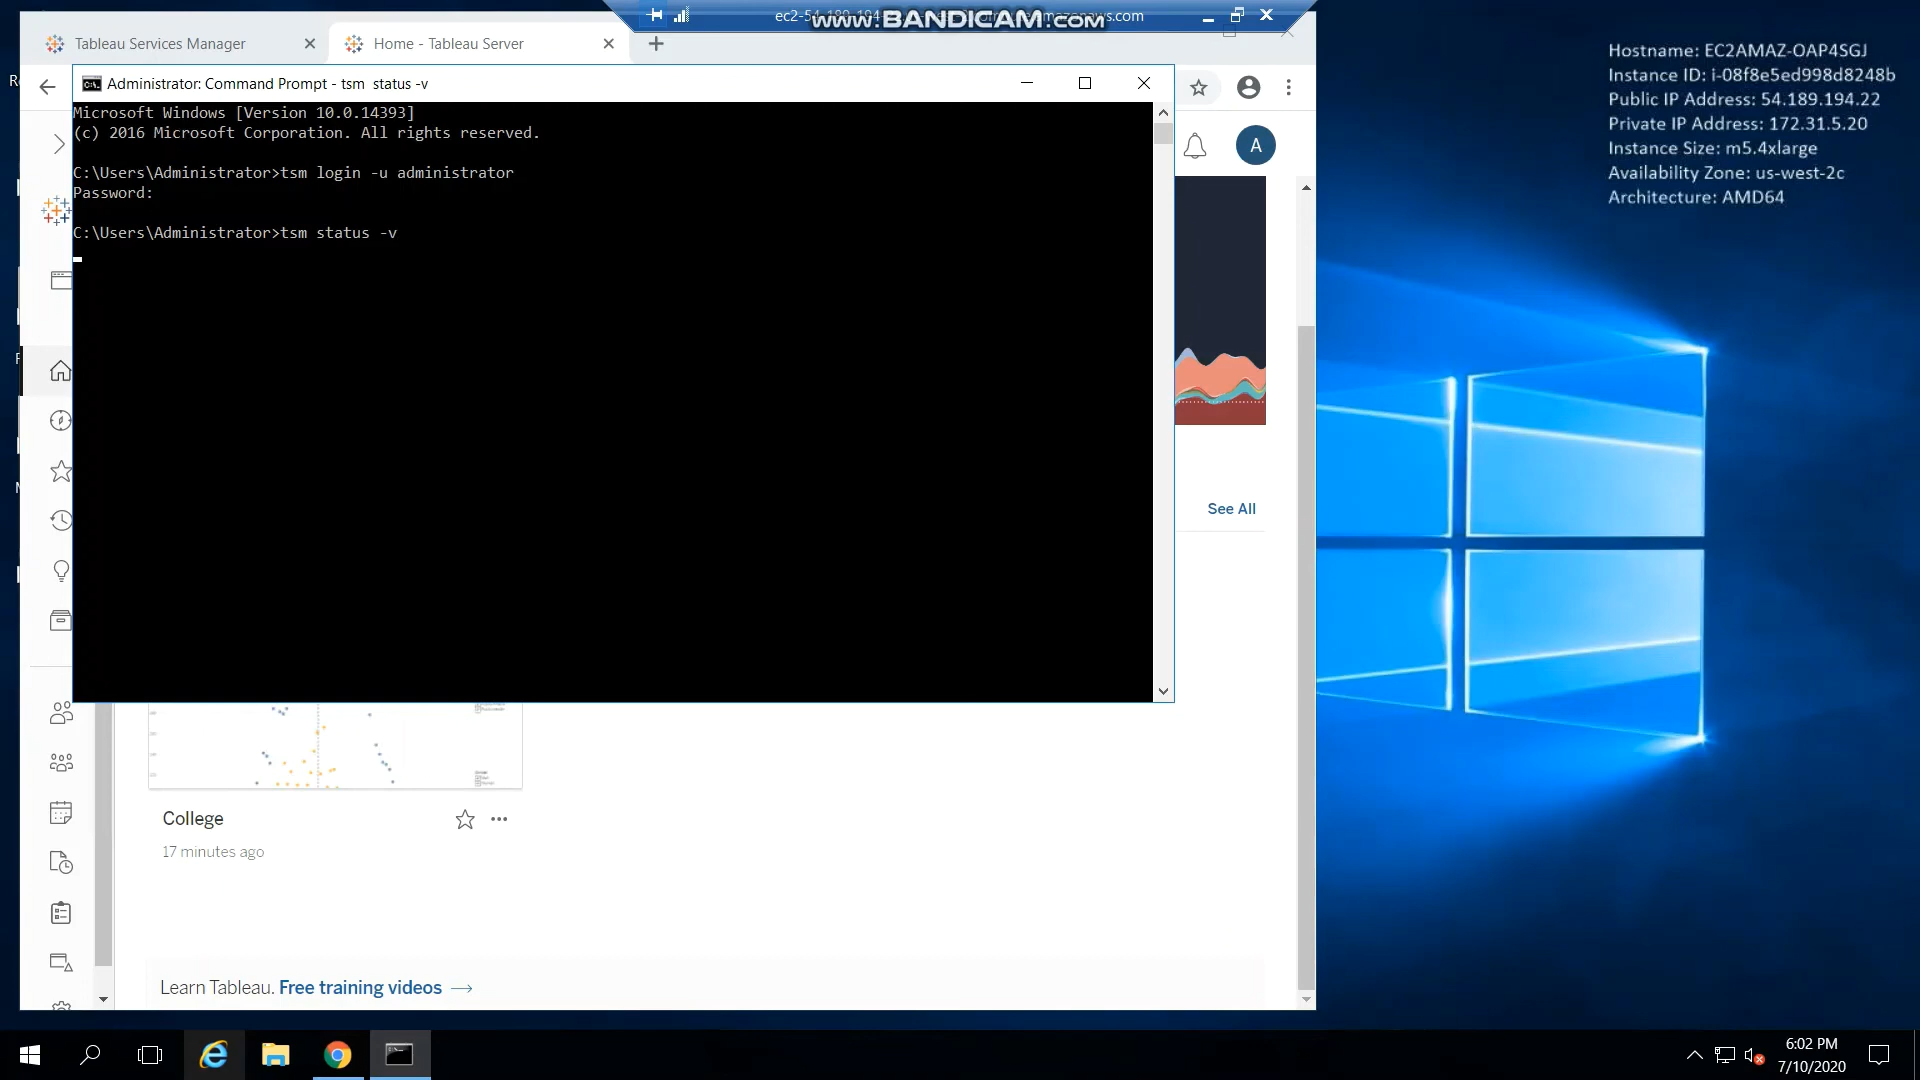 www.BANDICAM.com
Tableau Services Manager
Home - Tableau Server
Administrator: Command Prompt - tsm  status -v
Microsoft Windows [Version 10.0.14393]
(c) 2016 Microsoft Corporation. All rights reserved.
C:\Users\Administrator>tsm login -u administrator
Password:
C:\Users\Administrator>tsm status -v
A
See All
College
17 minutes ago
Learn Tableau. Free training videos
Hostname: EC2AMAZ-OAP4SGJ
Instance ID: i-08f8e5ed998d8248b
Public IP Address: 54.189.194.22
Private IP Address: 172.31.5.20
Instance Size: m5.4xlarge
Availability Zone: us-west-2c
Architecture: AMD64
6:02 PM
7/10/2020